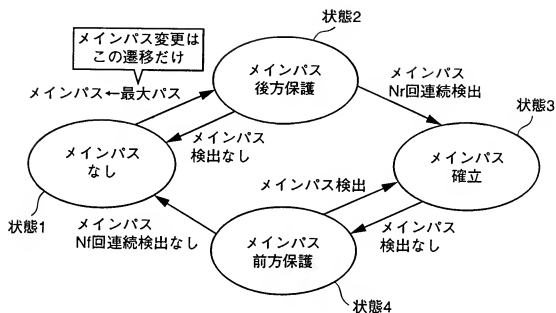 状態2
メインパス変更は
この遷移だけ
メインパス←最大パス
メインパス
後方保護
メインパス
Nr回連続検出
状態3
メインパス
なし
メインパス
検出なし
メインパス検出
メインパス
確立
状態1
メインパス
Nf回連続検出なし
メインパス
前方保護
メインパス
検出なし
状態4